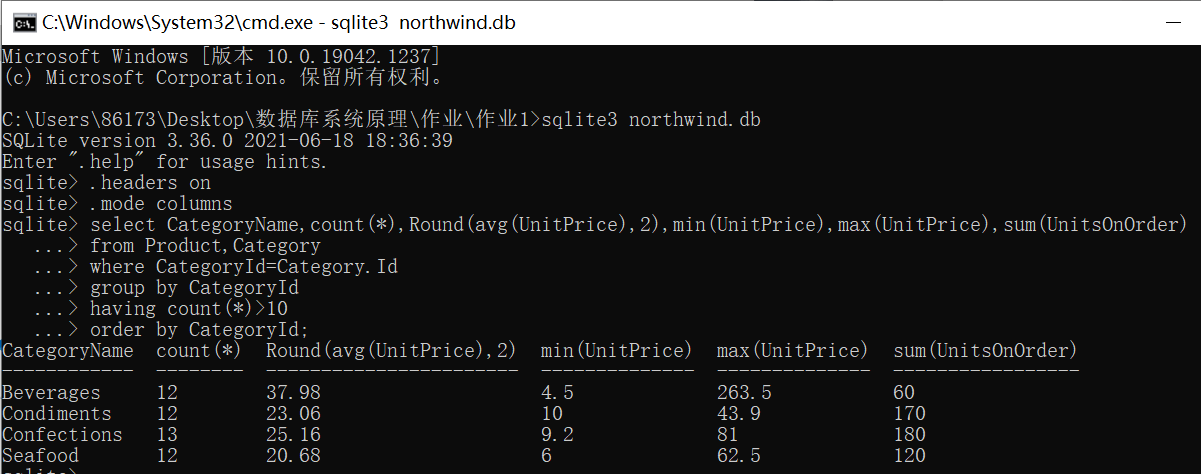 C:\Windows\System32\cmd.exe - sqlite3  northwind.db
Microsoft Windows [版本 10.0.19042.1237]
(c) Microsoft Corporation。保留所有权利。
C:\Users\86173\Desktop\数据库系统原理\作业\作业1>sqlite3 northwind.db
SQLite version 3.36.0 2021-06-18 18:36:39
Enter ".help" for usage hints.
sqlite> .headers on
sqlite> .mode columns
sqlite> select CategoryName,count(*),Round(avg(UnitPrice),2),min(UnitPrice),max(UnitPrice),sum(UnitsOnOrder)
   ...> from Product,Category
   ...> where CategoryId=Category.Id
   ...> group by CategoryId
   ...> having count(*)>10
   ...> order by CategoryId;
CategoryName  count(*)  Round(avg(UnitPrice),2)  min(UnitPrice)  max(UnitPrice)  sum(UnitsOnOrder)
------------  --------  -----------------------  --------------  --------------  -----------------
Beverages     12        37.98                    4.5             263.5           60
Condiments    12        23.06                    10              43.9            170
Confections   13        25.16                    9.2             81              180
Seafood       12        20.68                    6               62.5            120
sqlite>